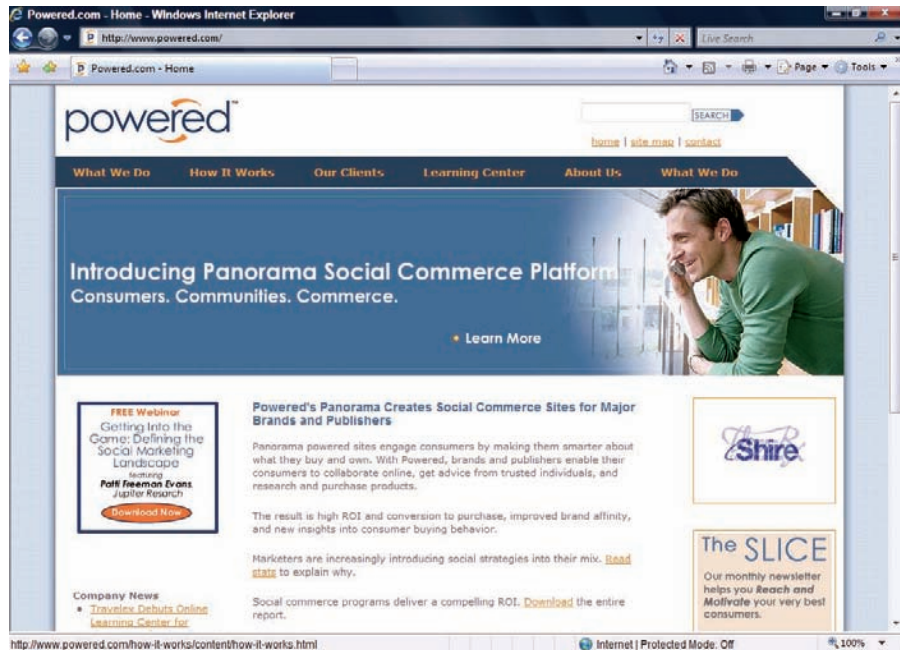 Powered.com - Home - Windows Internet Explorer
http://www.powered.com/
Live Search
Powered.com - Home
Page
Tools
powered™
SEARCH
home | site map | contact
What We Do How It Works Our Clients Learning Center About Us What We Do
Introducing Panorama Social Commerce Platform
Consumers. Communities. Commerce.
Learn More
FREE Webinar
Getting Into the
Game: Defining the
Social Marketing
Landscape
featuring
Patti Freeman Evans,
Jupiter Resarch
Download Now
Company News
• Travelex Debuts Online
Learning Center for
Powered's Panorama Creates Social Commerce Sites for Major
Brands and Publishers
Panorama powered sites engage consumers by making them smarter about
what they buy and own. With Powered, brands and publishers enable their
consumers to collaborate online, get advice from trusted individuals, and
research and purchase products.
The result is high ROI and conversion to purchase, improved brand affinity,
and new insights into consumer buying behavior.
Marketers are increasingly introducing social strategies into their mix. Read
stats to explain why.
Social commerce programs deliver a compelling ROI. Download the entire
report.
Shire
The SLICE
Our monthly newsletter
helps you Reach and
Motivate your very best
consumers.
http://www.powered.com/how-it-works/content/how-it-works.html
Internet | Protected Mode: Off
100%